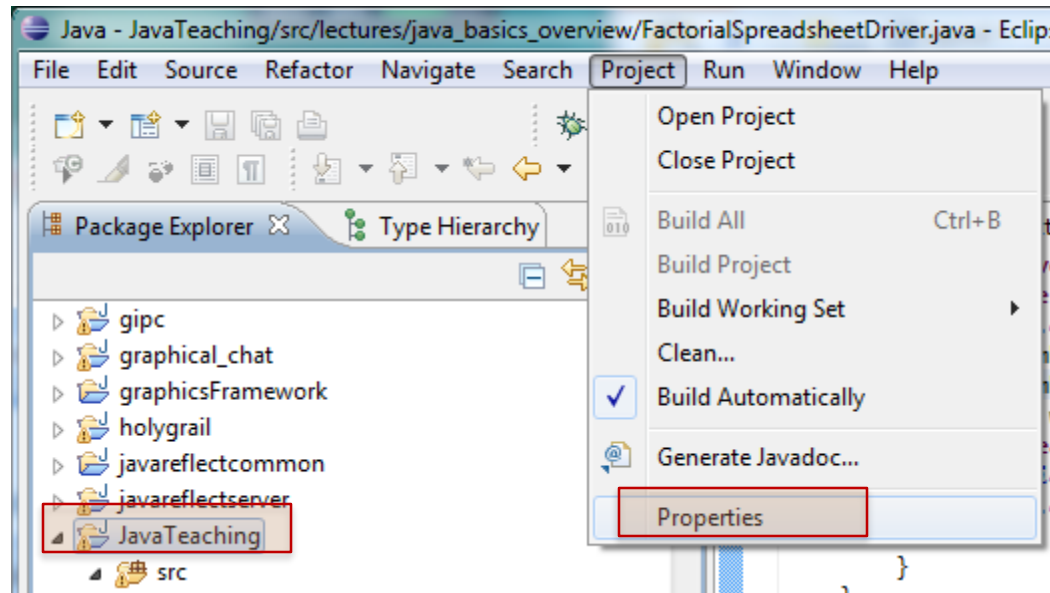 Java - JavaTeaching/src/lectures/java_basics_overview/FactorialSpreadsheetDriver.java - Eclip
File Edit Source Refactor Navigate Search Project Run Window Help
Open Project
Close Project
Build All Ctrl+B
Build Project
Build Working Set
Clean...
Build Automatically
Generate Javadoc...
Properties
Package Explorer Type Hierarchy
gipc
graphical_chat
graphicsFramework
holygrail
javareflectcommon
javareflectserver
JavaTeaching
src
}